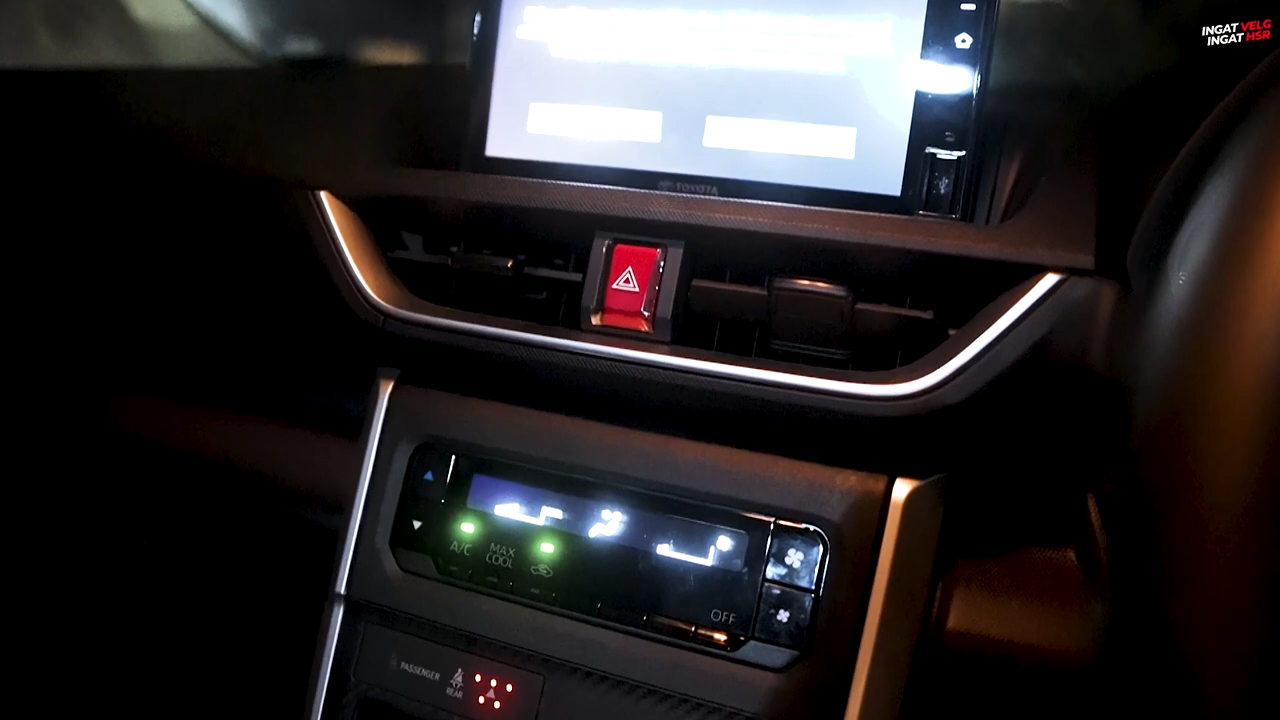 INGAT VELG
INGAT HSR
TOYOTA
A/C
MAX
COOL
OFF
PASSENGER
REAR